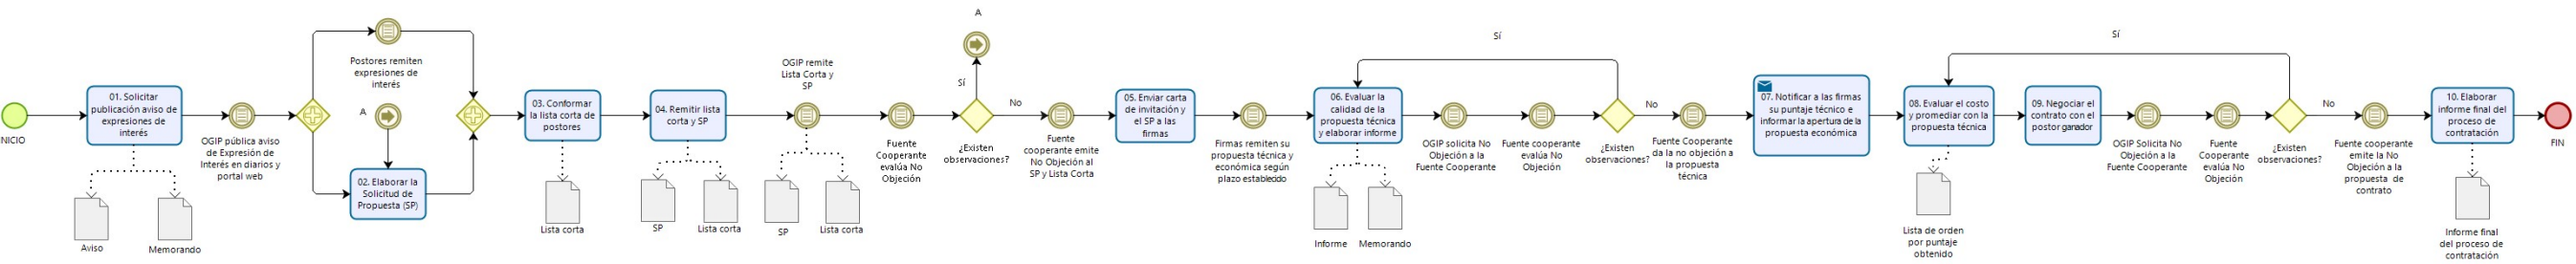 NICIO
01. Solicitar
publicación aviso de
expresiones de
interés
Aviso
Memorando
OGIP pública aviso
de Expresión de
Interés en diarios y
portal web
Postores remiten
expresiones de
interés
A
02. Elaborar la
Solicitud de
Propuesta (SP)
03. Conformar
la lista corta de
postores
Lista corta
04. Remitir lista
corta y SP
SP
Lista corta
OGIP remite
Lista Corta y
SP
SP
Lista corta
Fuente
Cooperante
evalúa No
Objeción
A
Sí
¿Existen
observaciones?
No
Fuente
cooperante emite
No Objeción al
SP y Lista Corta
05. Enviar carta
de invitación y
el SP a las
firmas
Firmas remiten su
propuesta técnica y
económica según
plazo establecido
06. Evaluar la
calidad de la
propuesta técnica
y elaborar informe
Informe
Memorando
OGIP solicita No
Objeción a la
Fuente Cooperante
Fuente cooperante
evalúa No
Objeción
Sí
¿Existen
observaciones?
No
Fuente Cooperante
da la no objeción a
la propuesta
técnica
07. Notificar a las firmas
su puntaje técnico e
informar la apertura de la
propuesta económica
08. Evaluar el costo
y promediar con la
propuesta técnica
Lista de orden
por puntaje
obtenido
09. Negociar el
contrato con el
postor ganador
OGIP Solicita No
Objeción a la
Fuente Cooperante
Fuente
Cooperante
evalúa No
Objeción
Sí
¿Existen
observaciones?
No
Fuente cooperante
emite la No
Objeción a la
propuesta de
contrato
10. Elaborar
informe final del
proceso de
contratación
Informe final
del proceso de
contratación
FIN